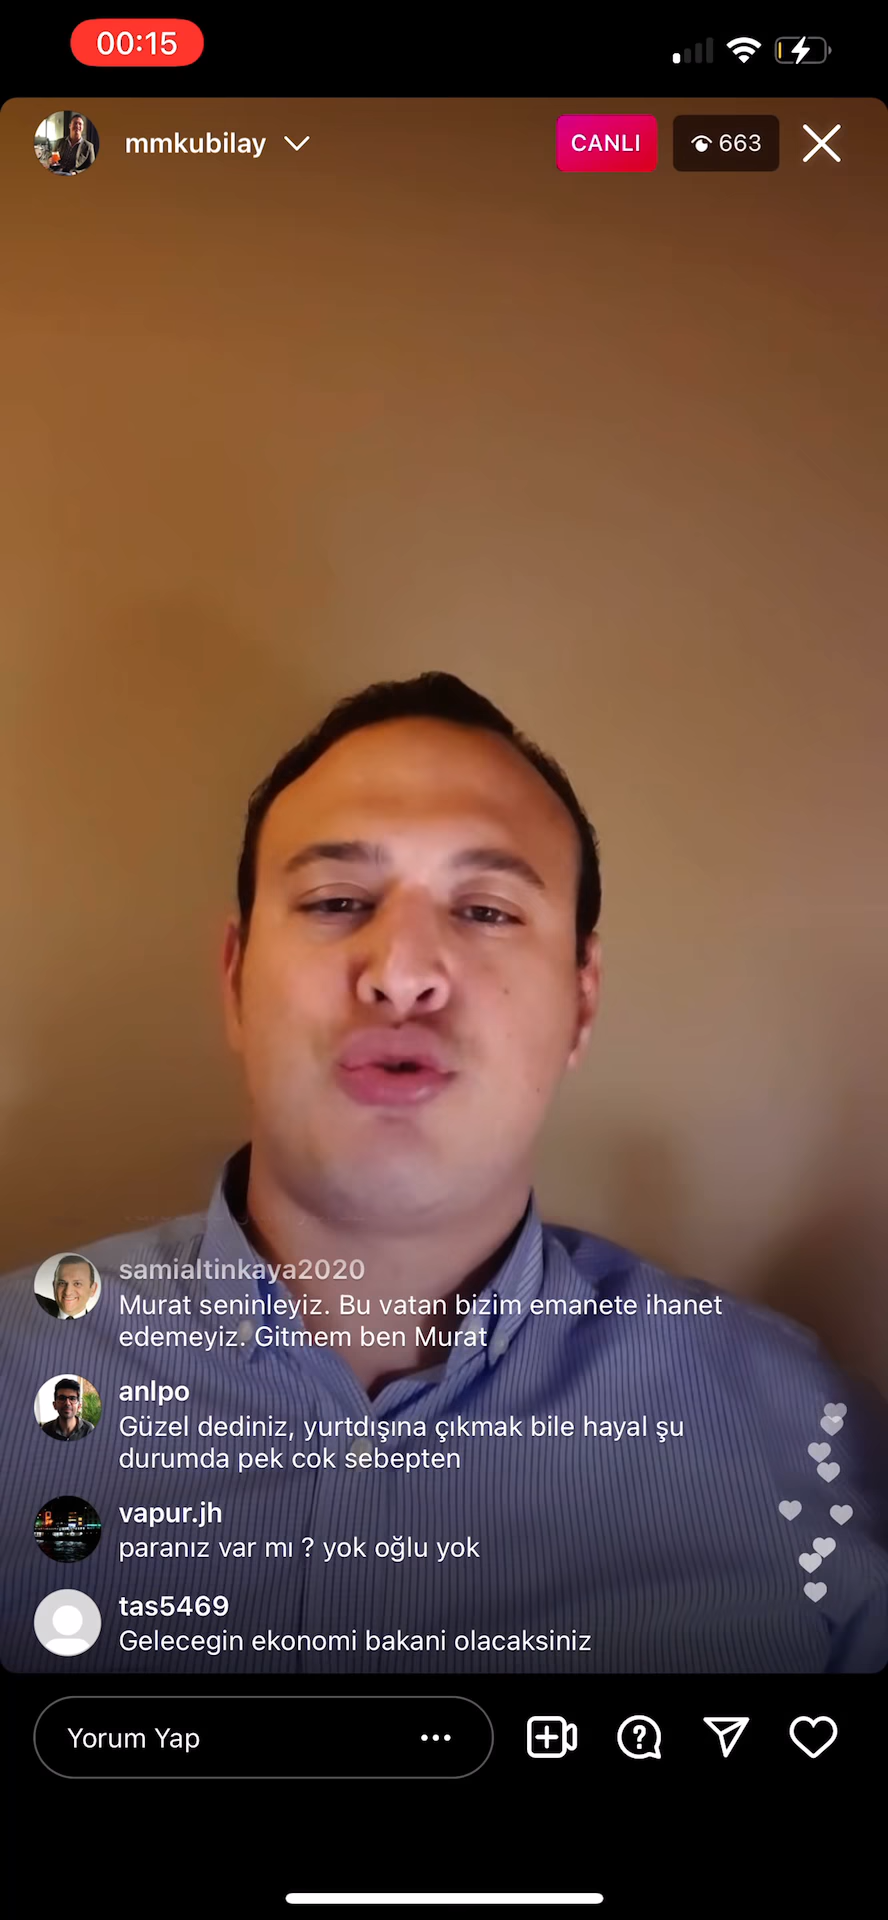 00:15
mmkubilay
CANLI
663
samialtinkaya2020
Murat seninleyiz. Bu vatan bizim emanete ihanet
edemeyiz. Gitmem ben Murat
anlpo
Güzel dediniz, yurtdışına çıkmak bile hayal şu
durumda pek cok sebepten
vapur.jh
paranız var mı ? yok oğlu yok
tas5469
Gelecegin ekonomi bakani olacaksiniz
Yorum Yap